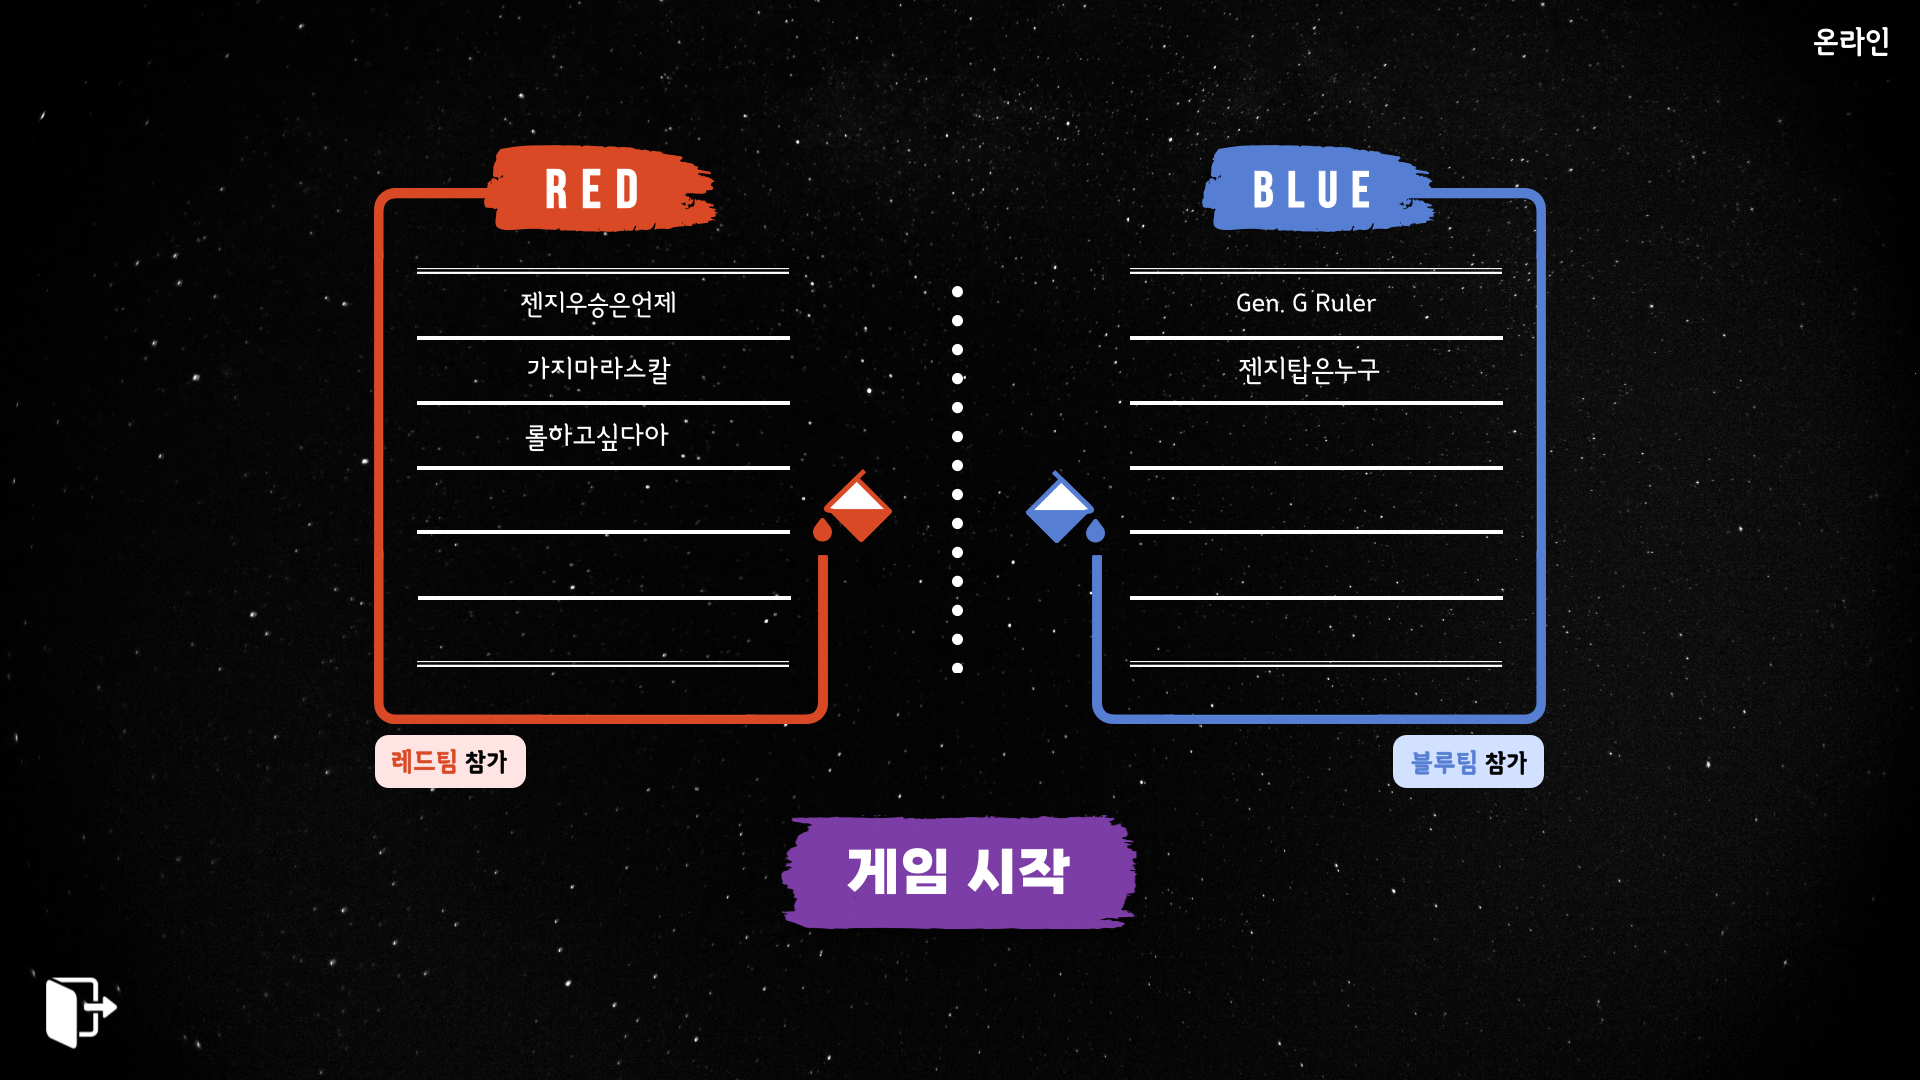 온라인
RED
젠지우승은언제
가지마라스칼
롤하고싶다아
레드팀 참가
BLUE
Gen. G Ruler
젠지탑은누구
블루팀 참가
게임 시작